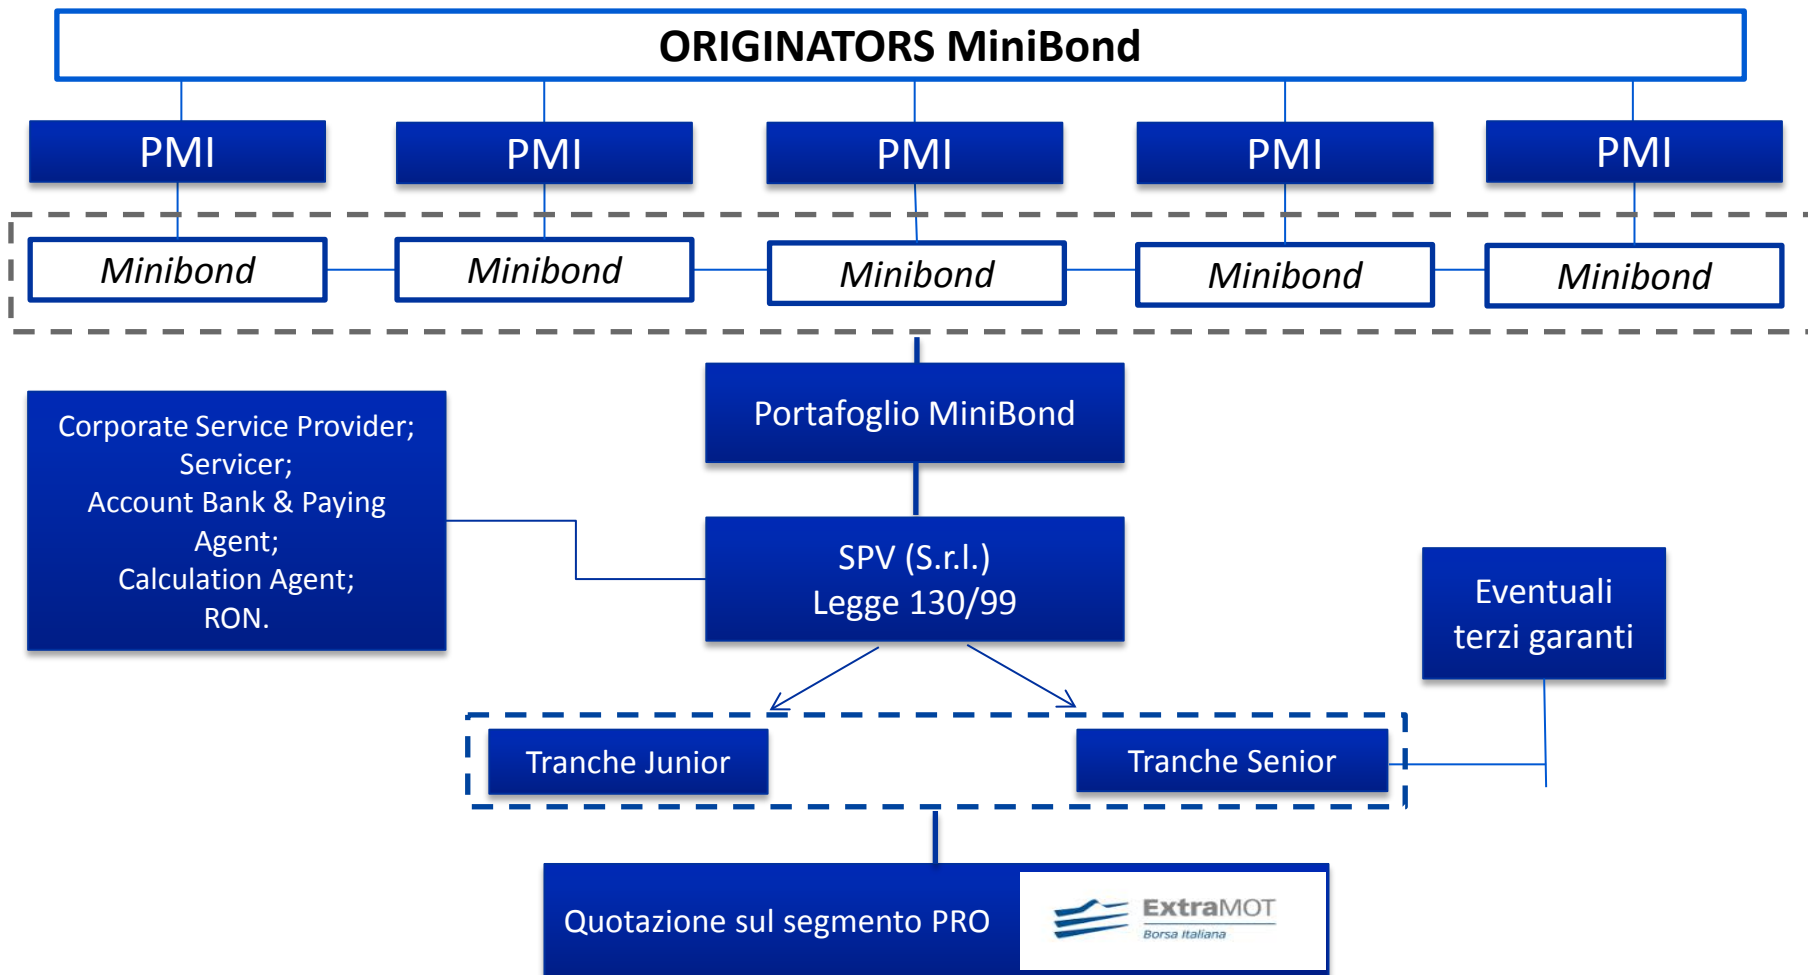 ORIGINATORS MiniBond
PMI
PMI
PMI
PMI
PMI
Minibond
Minibond
Minibond
Minibond
Minibond
Portafoglio MiniBond
Corporate Service Provider;
Servicer;
Account Bank & Paying
Agent;
Calculation Agent;
RON.
SPV (S.r.l.)
Legge 130/99
Eventuali
terzi garanti
Tranche Junior
Tranche Senior
Quotazione sul segmento PRO
ExtraMOT
Borsa Italiana